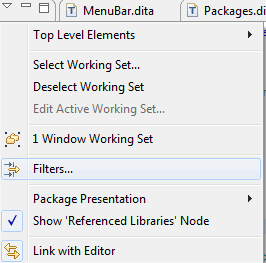 MenuBar.dita
Packages.di
Top Level Elements
Select Working Set...
Deselect Working Set
Edit Active Working Set...
1 Window Working Set
Filters...
Package Presentation
Show 'Referenced Libraries' Node
Link with Editor